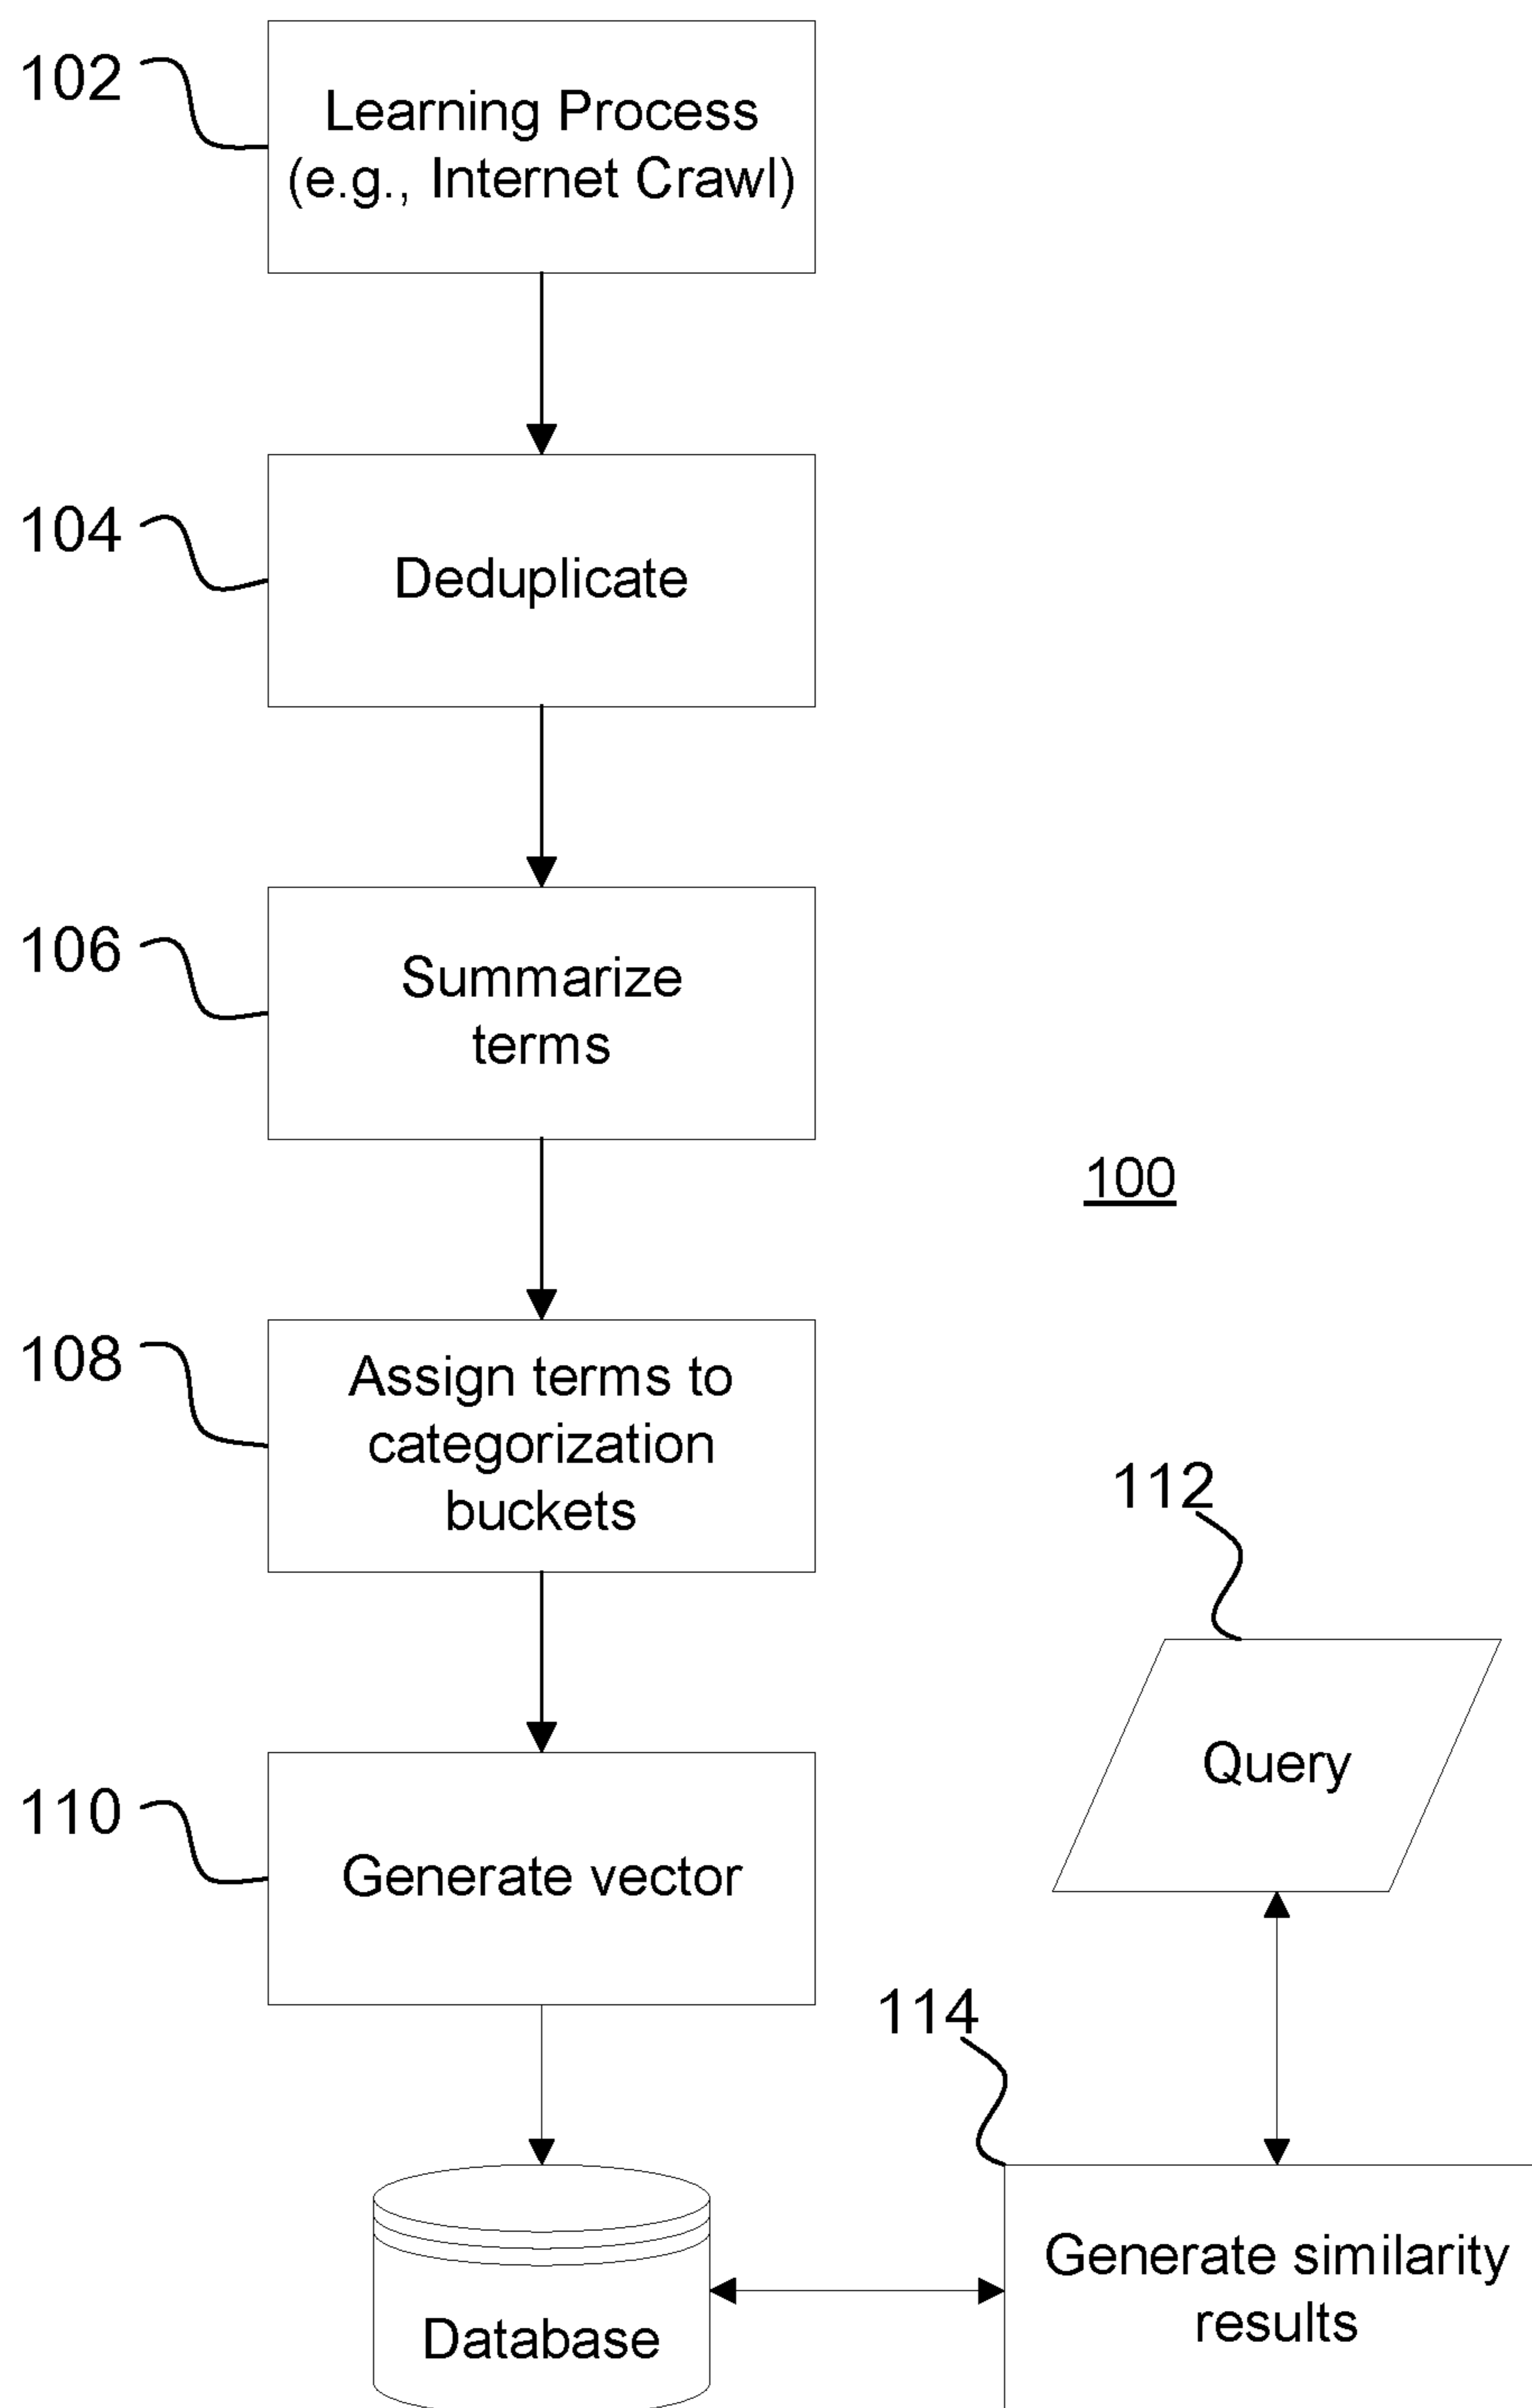 102
Learning Process
(e.g., Internet Crawl)
104
Deduplicate
106
Summarize
terms
100
108
Assign terms to
categorization
buckets
112
Query
110
Generate vector
114
Generate similarity
results
Database